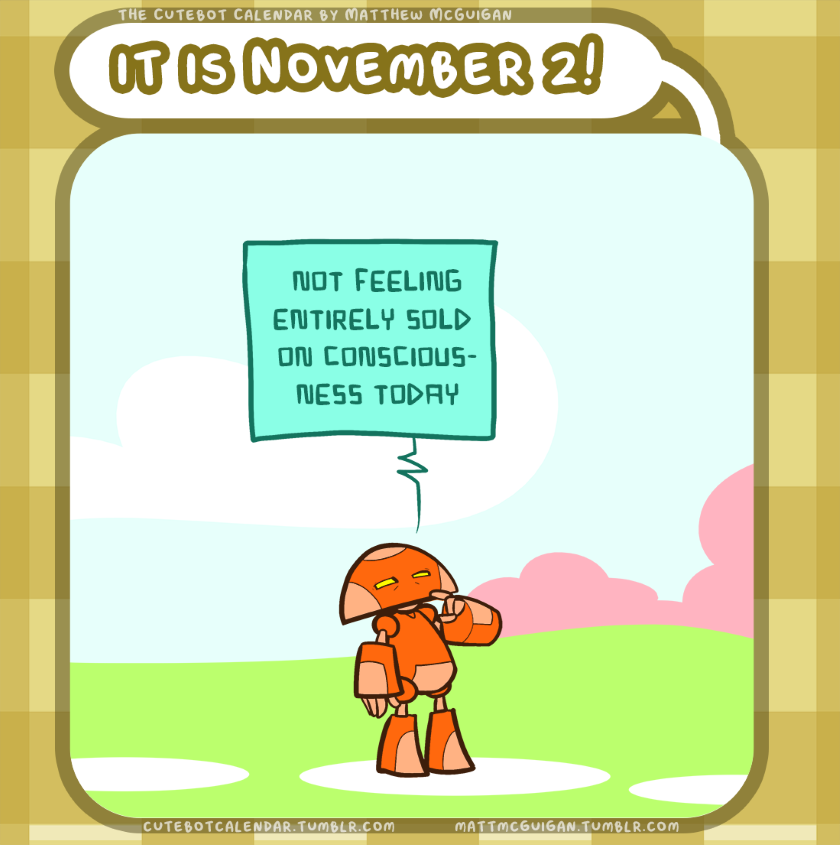 THE CUTEBOT CALENDAR BY MATTHEW MCGUIGAN
IT IS NOVEMBER 2!
NOT FEELING
ENTIRELY SOLD
ON CONSCIOUS-
NESS TODAY
CUTEBOTCALENDAR.TUMBLR.COM MATTMCGUIGAN.TUMBLR.COM